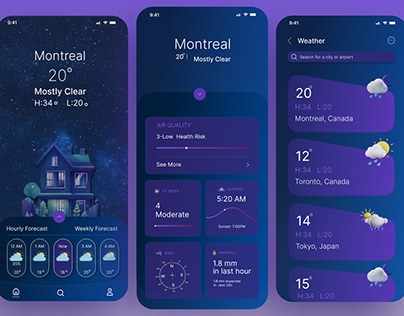 9:41
Montreal
20°
Mostly Clear
H:34° L:20°
Hourly Forecast Weekly Forecast
12 AM 1 AM Now 3 AM 4 AM
9:41
Montreal
20° | Mostly Clear
AIR QUALITY
3-Low Health Risk
See More
UV INDEX
4
Moderate
SUNRISE
5:20 AM
Sunset: 7:00PM
WIND
RAINFALL
1.8 mm
in last hour
1.2 mm expected
in next 24h.
9:41
Weather
Search for a city or airport
20°
H:34 L:20
Montreal, Canada
12°
H:34 L:20
Toronto, Canada
14°
H:34 L:20
Tokyo, Japan
15°
H:34 L:20